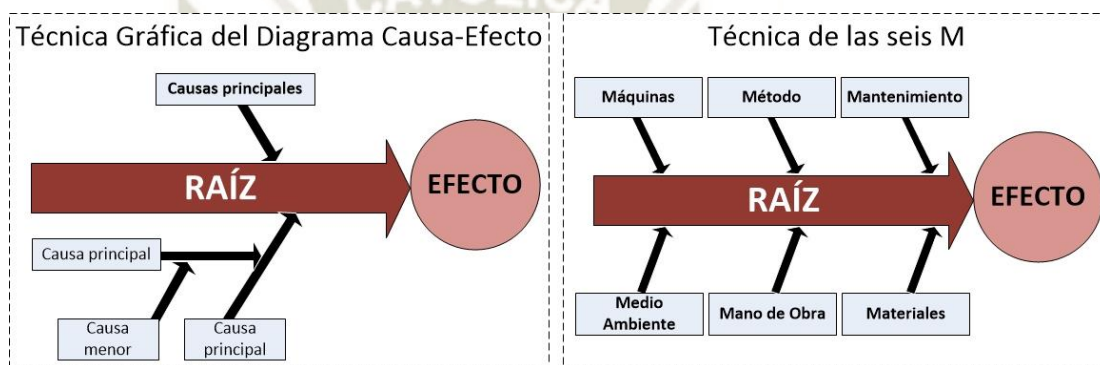 CATÓLICA
Técnica Gráfica del Diagrama Causa-Efecto
Causas principales
RAÍZ
EFECTO
Causa principal
Causa
menor
Causa
principal
Técnica de las seis M
Máquinas
Método
Mantenimiento
RAÍZ
EFECTO
Medio
Ambiente
Mano de Obra
Materiales